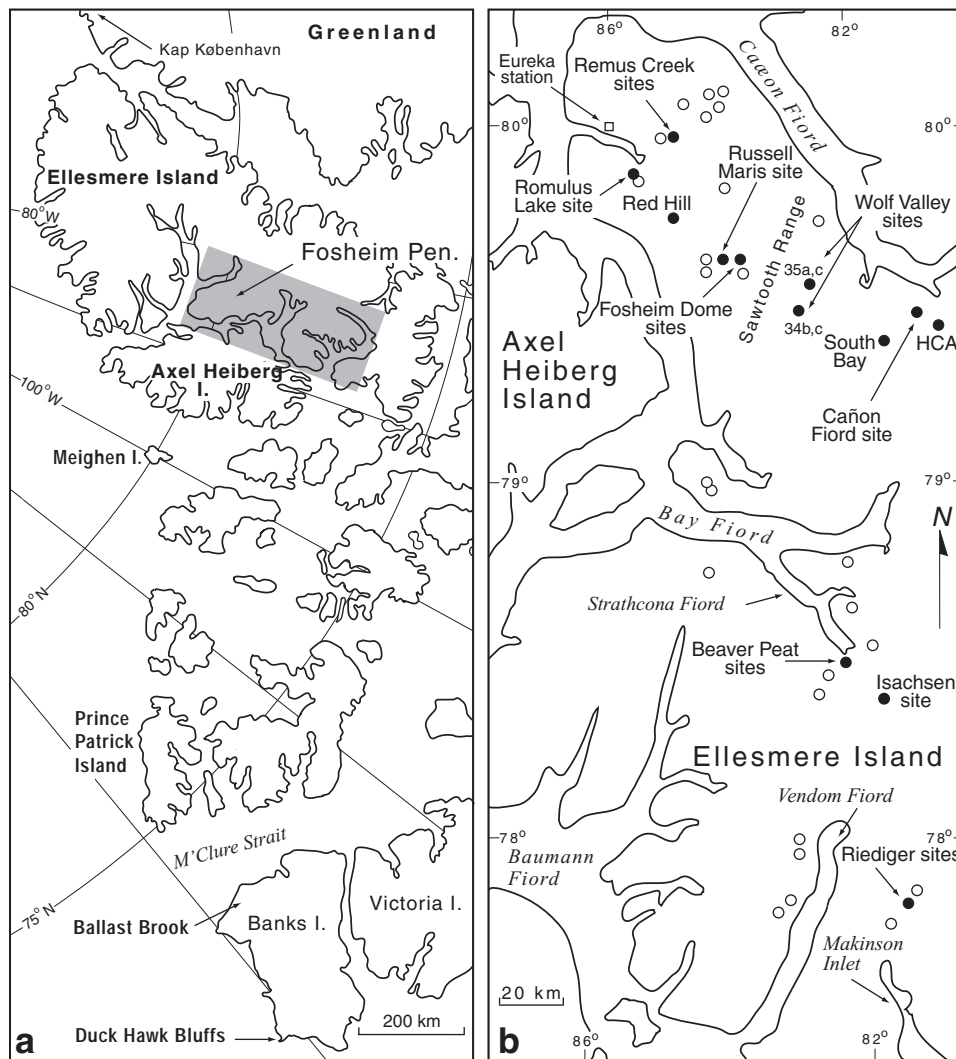 Greenland
Kap København
Ellesmere Island
80°W
Fosheim Pen.
Axel Heiberg
I.
100°W
Meighen I.
80°N
Prince
Patrick
Island
M'Clure Strait
75°N
Ballast Brook
Banks I.
Victoria I.
Duck Hawk Bluffs
200 km
a
86°
82°
Eureka
station
Remus Creek
sites
Caæon Fiord
80°
80°
Russell
Maris site
Romulus
Lake site
Red Hill
Wolf Valley
sites
Sawtooth Range
35a,c
Fosheim Dome
sites
34b,c
South
Bay
HCA
Axel
Heiberg
Island
Cañon
Fiord site
79°
79°
Bay Fiord
N
Strathcona Fiord
Beaver Peat
sites
Isachsen
site
Ellesmere Island
Vendom Fiord
78°
78°
Baumann
Fiord
Riediger sites
Makinson
Inlet
20 km
86°
82°
b